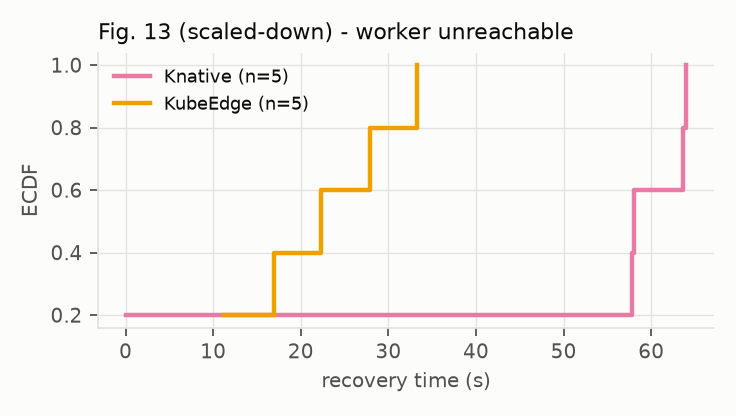 Fig. 13 (scaled-down) - worker unreachable
Knative (n=5)
KubeEdge (n=5)
1.0
0.8
0.6
0.4
0.2
ECDF
0 10 20 30 40 50 60
recovery time (s)